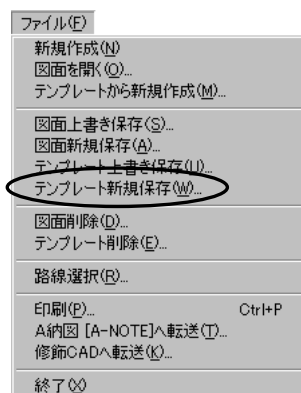 ファイル(F)
新規作成(N)
図面を開く(O)...
テンプレートから新規作成(M)...
図面上書き保存(S)...
図面新規保存(A)...
テンプレート上書き保存(U)...
テンプレート新規保存(W)...
図面削除(D)...
テンプレート削除(E)...
路線選択(R)...
印刷(P)... Ctrl+P
A納図 [A-NOTE]へ転送(T)...
修飾CADへ転送(K)...
終了(X)